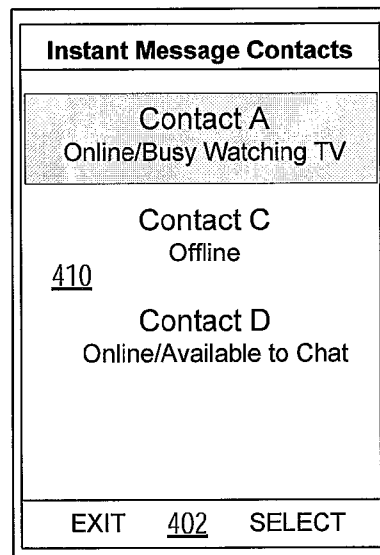 Instant Message Contacts
Contact A
Online/Busy Watching TV
Contact C
Offline
410
Contact D
Online/Available to Chat
EXIT 402 SELECT